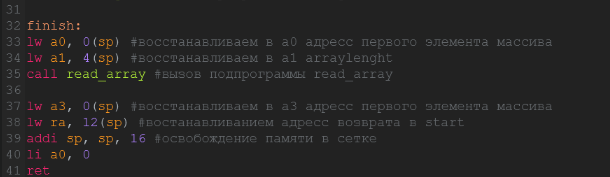 31
32 finish:
33 lw a0, 0(sp) #восстанавливаем в a0 адресс первого элемента массива
34 lw a1, 4(sp) #восстанавливаем в a1 arraylenght
35 call read_array #вызов подпрограммы read_array
36
37 lw a3, 0(sp) #восстанавливаем в a3 адресс первого элемента массива
38 lw ra, 12(sp) #востанавливанием адресс возврата в start
39 addi sp, sp, 16 #освобождение памяти в сетке
40 li a0, 0
41 ret